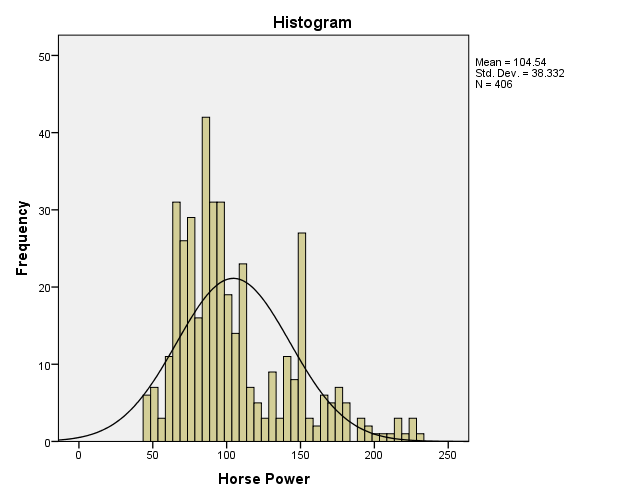 Histogram
Mean = 104.54
Std. Dev. = 38.332
N = 406
50
40
30
20
10
0
Frequency
0 50 100 150 200 250
Horse Power